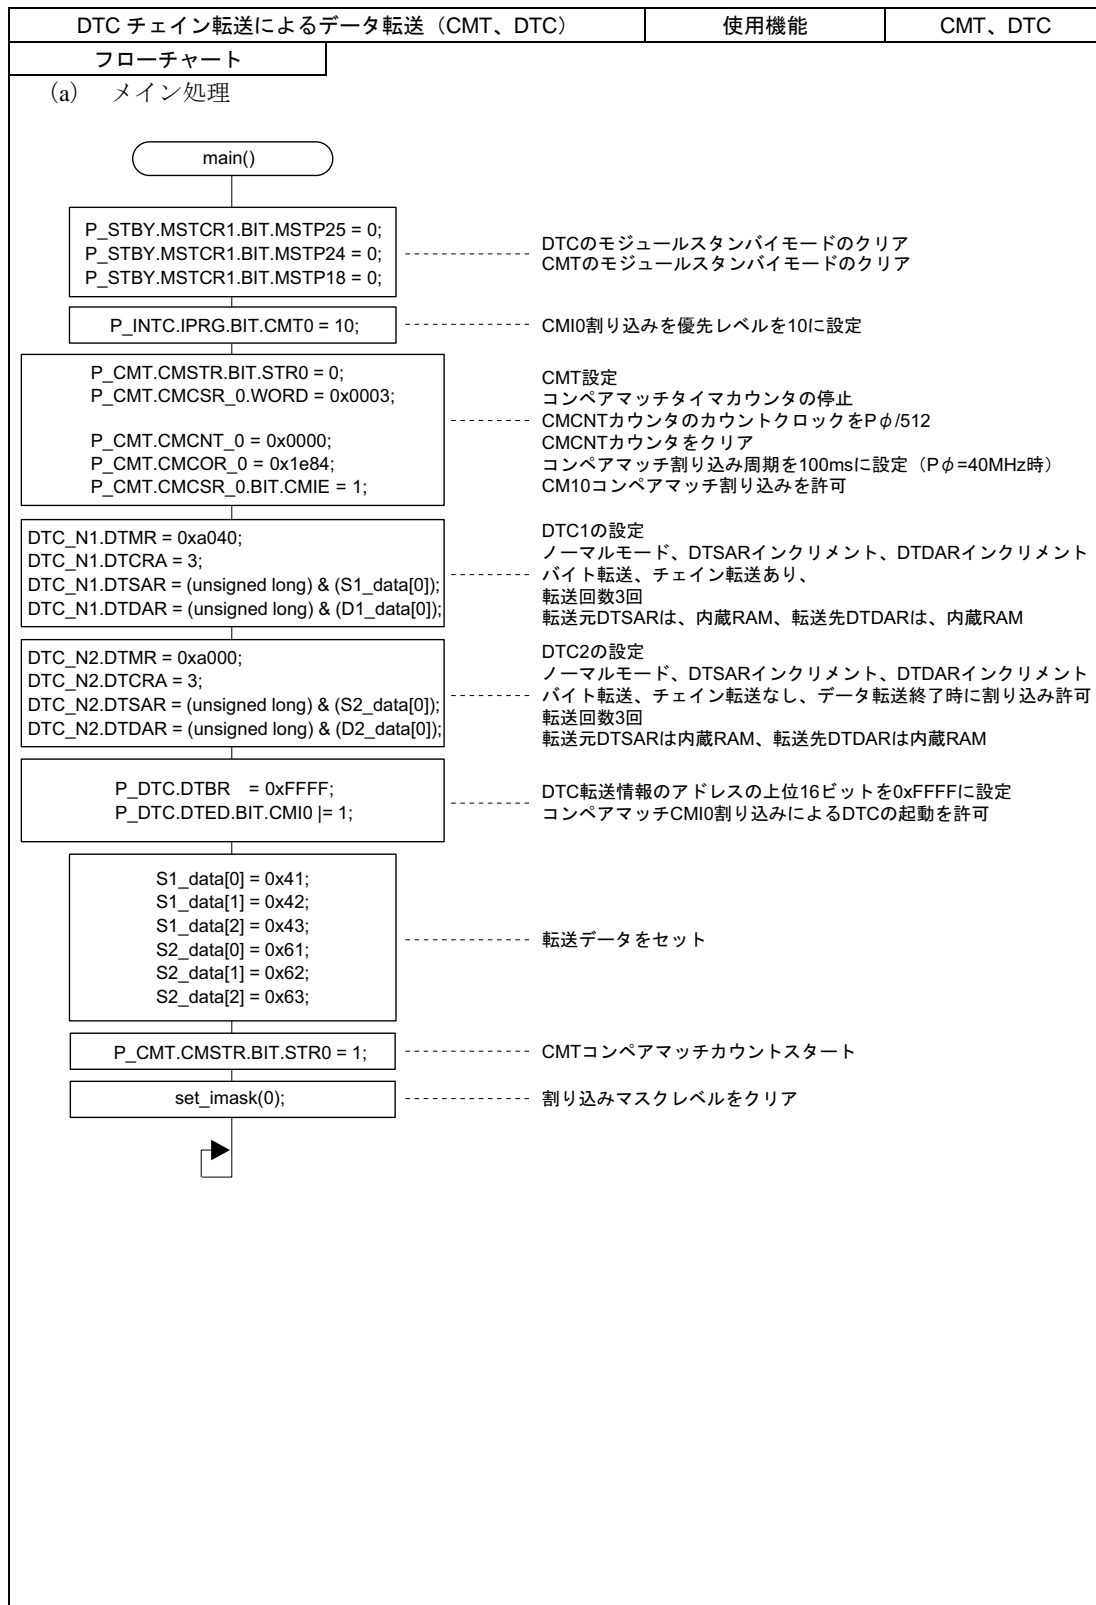 DTC チェイン転送によるデータ転送（CMT、DTC）	使用機能	CMT、DTC
フローチャート
(a)　メイン処理
main()
P_STBY.MSTCR1.BIT.MSTP25 = 0;
P_STBY.MSTCR1.BIT.MSTP24 = 0;
P_STBY.MSTCR1.BIT.MSTP18 = 0;
DTCのモジュールスタンバイモードのクリア
CMTのモジュールスタンバイモードのクリア
P_INTC.IPRG.BIT.CMT0 = 10;
CMI0割り込みを優先レベルを10に設定
P_CMT.CMSTR.BIT.STR0 = 0;
P_CMT.CMCSR_0.WORD = 0x0003;
P_CMT.CMCNT_0 = 0x0000;
P_CMT.CMCOR_0 = 0x1e84;
P_CMT.CMCSR_0.BIT.CMIE = 1;
CMT設定
コンペアマッチタイマカウンタの停止
CMCNTカウンタのカウントクロックをPφ/512
CMCNTカウンタをクリア
コンペアマッチ割り込み周期を100msに設定（Pφ=40MHz時）
CM10コンペアマッチ割り込みを許可
DTC_N1.DTMR = 0xa040;
DTC_N1.DTCRA = 3;
DTC_N1.DTSAR = (unsigned long) & (S1_data[0]);
DTC_N1.DTDAR = (unsigned long) & (D1_data[0]);
DTC1の設定
ノーマルモード、DTSARインクリメント、DTDARインクリメント
バイト転送、チェイン転送あり、
転送回数3回
転送元DTSARは、内蔵RAM、転送先DTDARは、内蔵RAM
DTC_N2.DTMR = 0xa000;
DTC_N2.DTCRA = 3;
DTC_N2.DTSAR = (unsigned long) & (S2_data[0]);
DTC_N2.DTDAR = (unsigned long) & (D2_data[0]);
DTC2の設定
ノーマルモード、DTSARインクリメント、DTDARインクリメント
バイト転送、チェイン転送なし、データ転送終了時に割り込み許可
転送回数3回
転送元DTSARは内蔵RAM、転送先DTDARは内蔵RAM
P_DTC.DTBR = 0xFFFF;
P_DTC.DTED.BIT.CMI0 |= 1;
DTC転送情報のアドレスの上位16ビットを0xFFFFに設定
コンペアマッチCMI0割り込みによるDTCの起動を許可
S1_data[0] = 0x41;
S1_data[1] = 0x42;
S1_data[2] = 0x43;
S2_data[0] = 0x61;
S2_data[1] = 0x62;
S2_data[2] = 0x63;
転送データをセット
P_CMT.CMSTR.BIT.STR0 = 1;
CMTコンペアマッチカウントスタート
set_imask(0);
割り込みマスクレベルをクリア